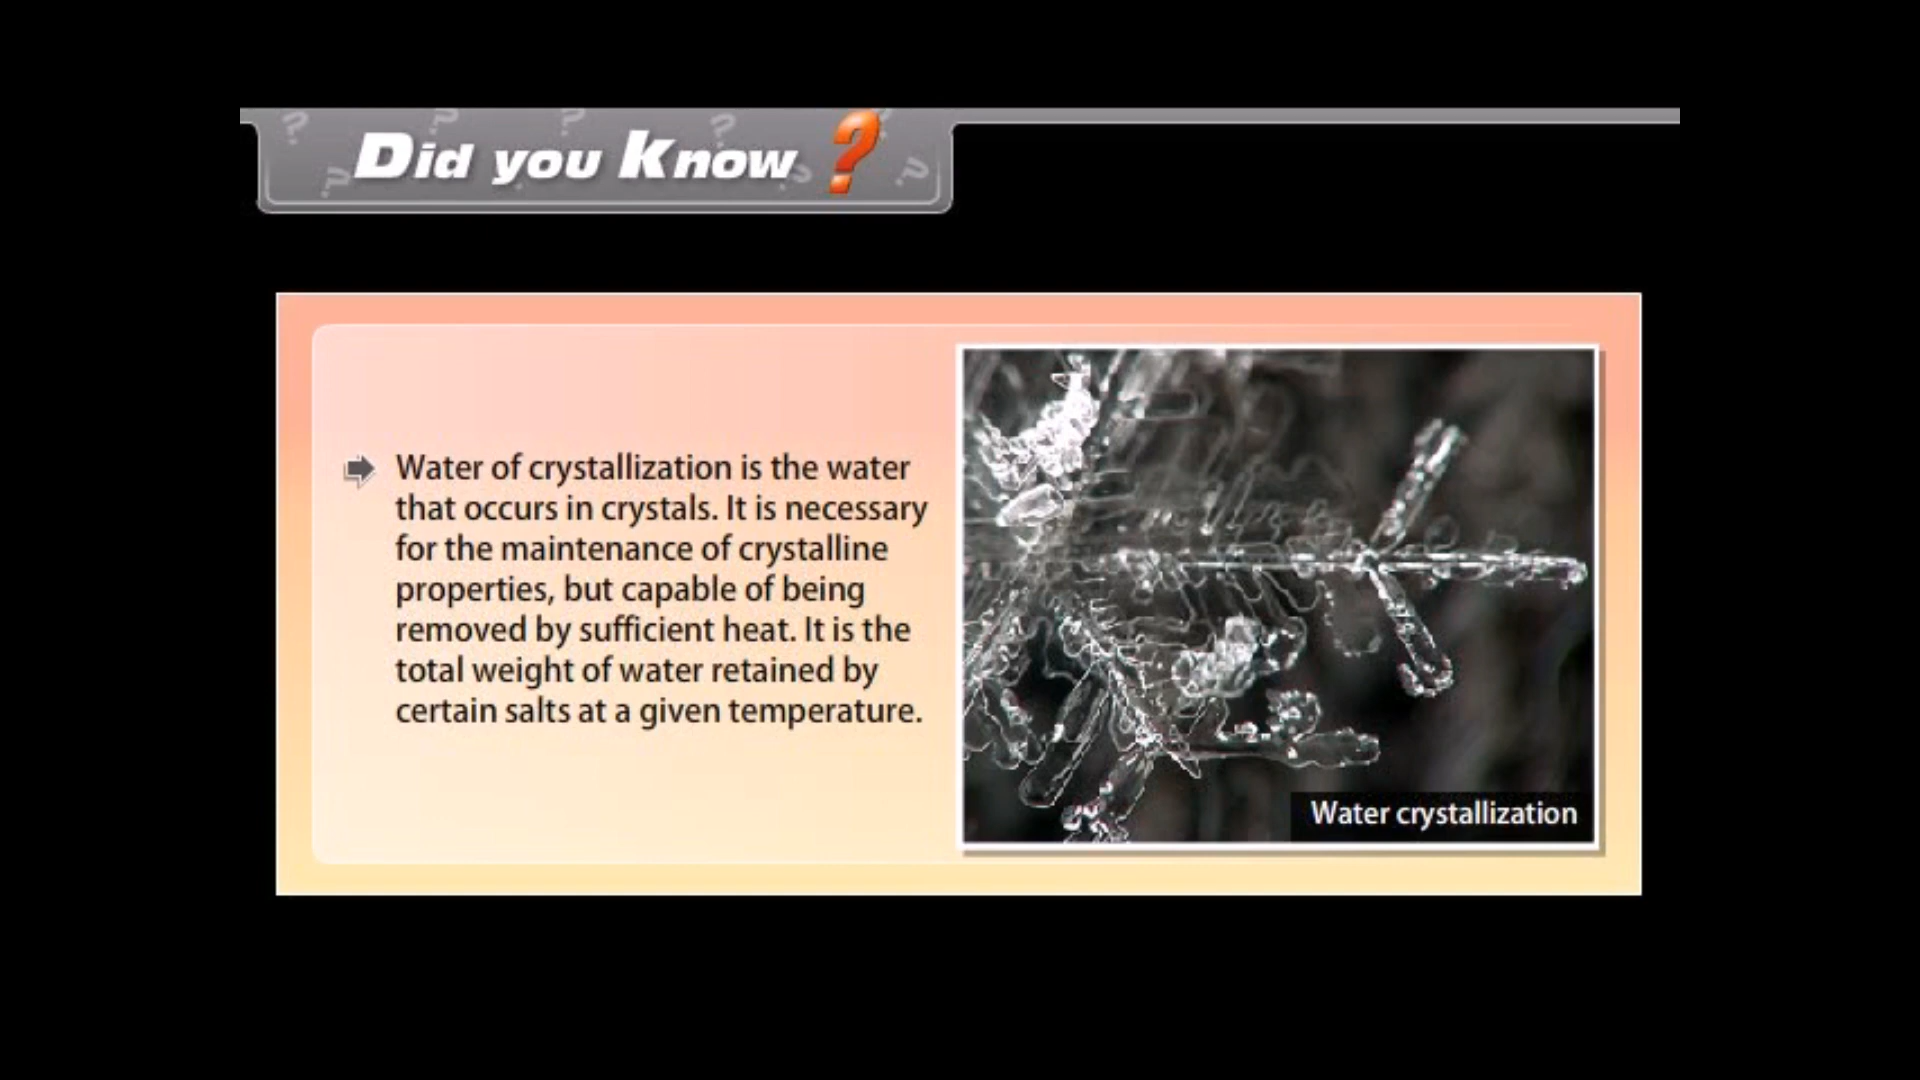 Did you Know ?
Water of crystallization is the water
that occurs in crystals. It is necessary
for the maintenance of crystalline
properties, but capable of being
removed by sufficient heat. It is the
total weight of water retained by
certain salts at a given temperature.
Water crystallization